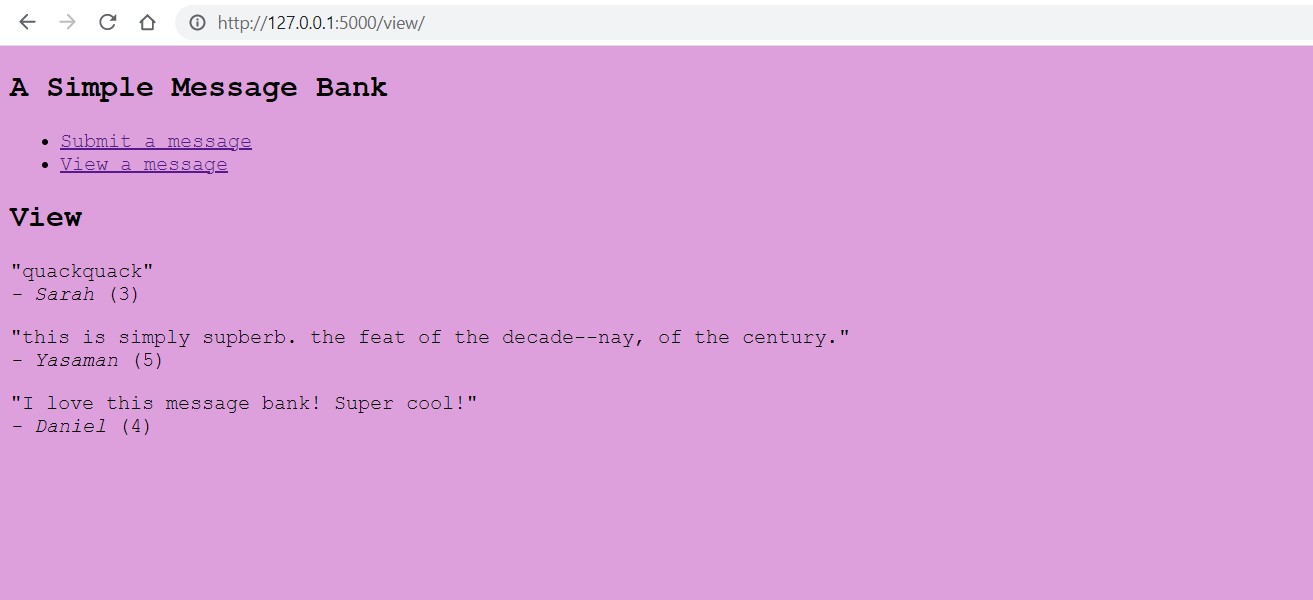 http://127.0.0.1:5000/view/
A Simple Message Bank
Submit a message
View a message
View
"quackquack"
- Sarah (3)
"this is simply supberb. the feat of the decade--nay, of the century."
- Yasaman (5)
"I love this message bank! Super cool!"
- Daniel (4)